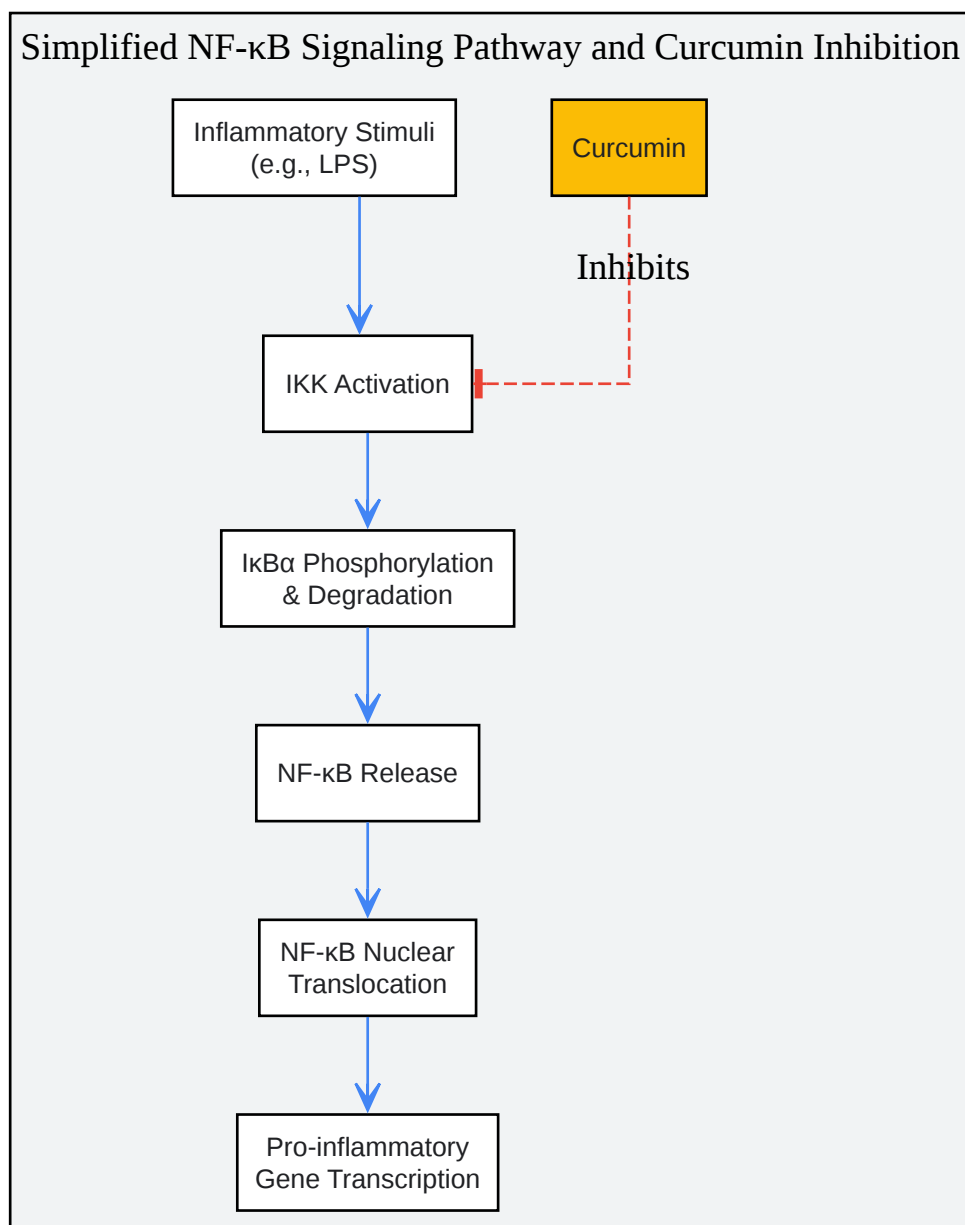 Simplified NF-κB Signaling Pathway and Curcumin Inhibition
Inflammatory Stimuli
(e.g., LPS)
Curcumin
Inhibits
IKK Activation
IκBα Phosphorylation
& Degradation
NF-κB Release
NF-κB Nuclear
Translocation
Pro-inflammatory
Gene Transcription